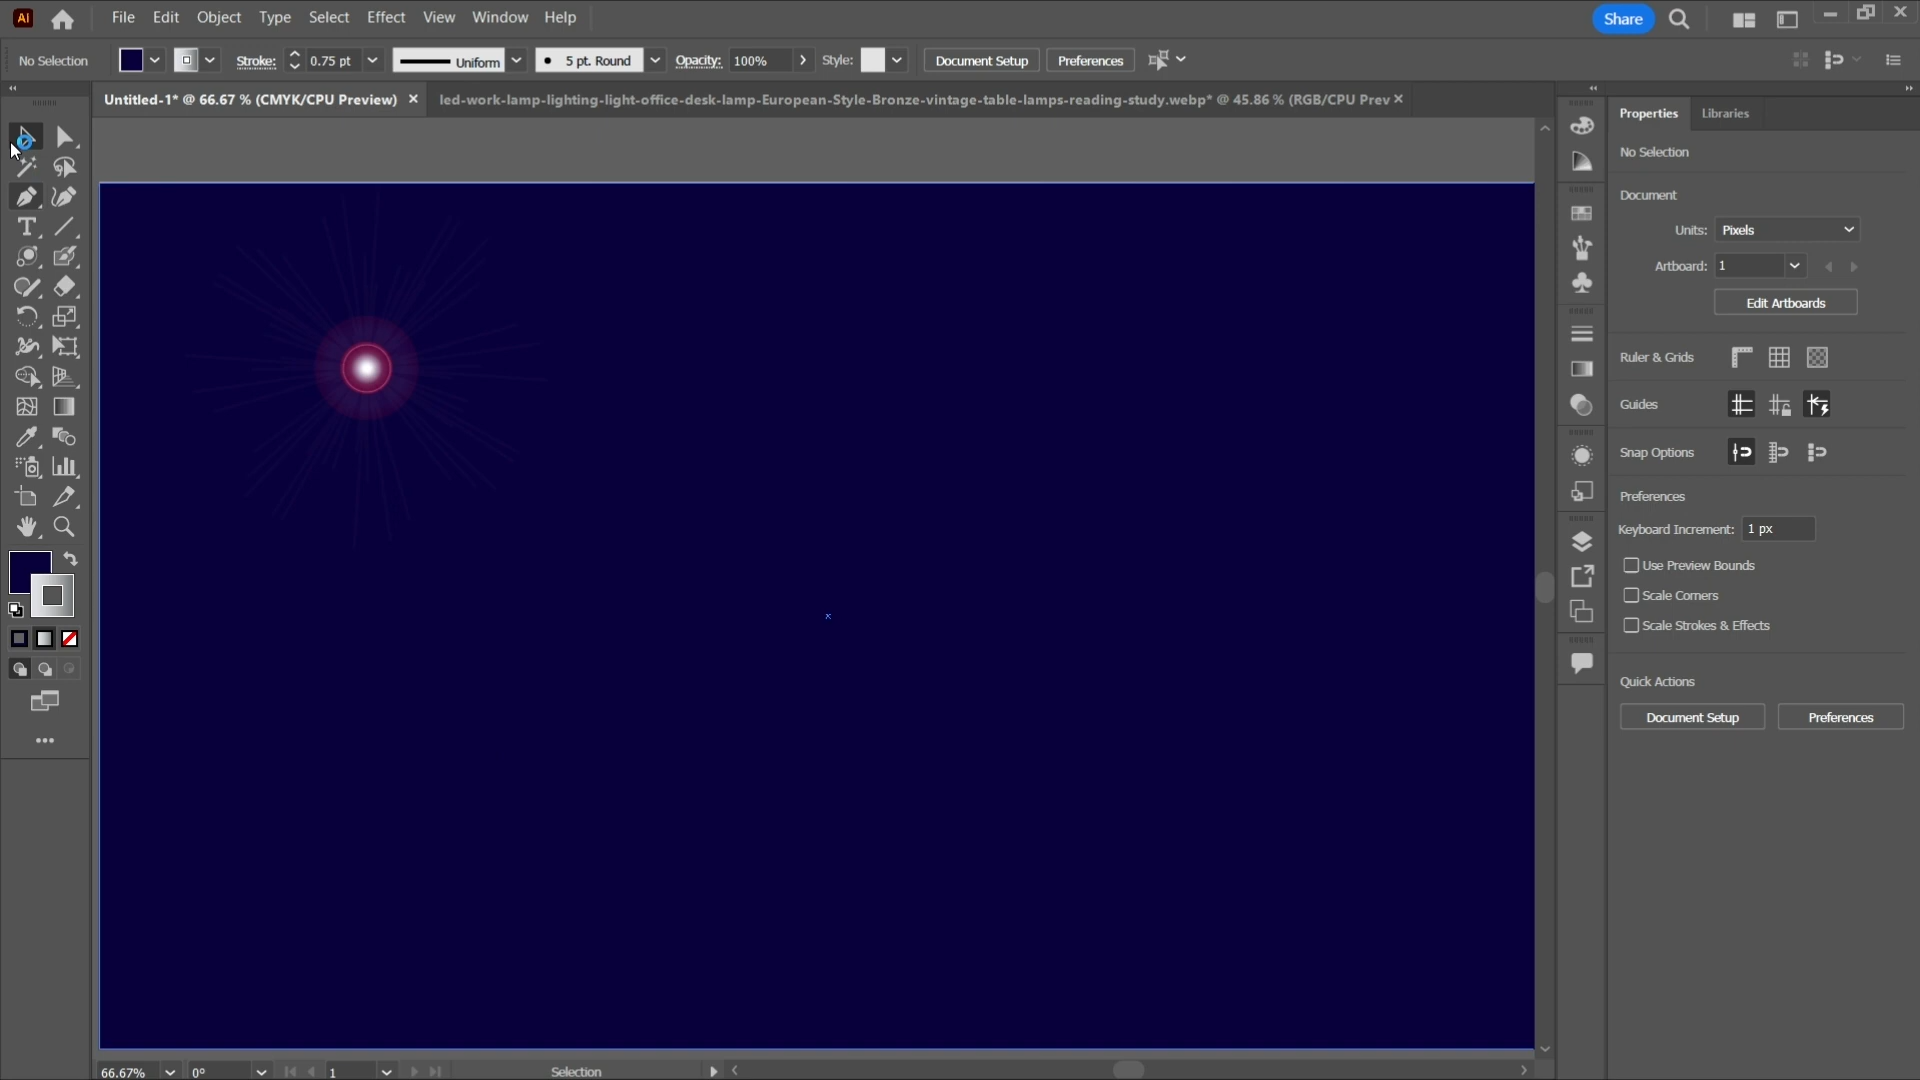 Ai File Edit Object Type Select Effect View Window Help Share
No Selection Stroke: 0.75 pt Uniform 5 pt. Round Opacity: 100% Style: Document Setup Preferences
Untitled-1* @ 66.67 % (CMYK/CPU Preview) × led-work-lamp-lighting-light-office-desk-lamp-European-Style-Bronze-vintage-table-lamps-reading-study.webp* @ 45.86 % (RGB/CPU Prev ×
Properties Libraries
No Selection
Document
Units: Pixels
Artboard: 1
Edit Artboards
Ruler & Grids
Guides
Snap Options
Preferences
Keyboard Increment: 1 px
Use Preview Bounds
Scale Corners
Scale Strokes & Effects
Quick Actions
Document Setup Preferences
66.67% 0° 1 Selection